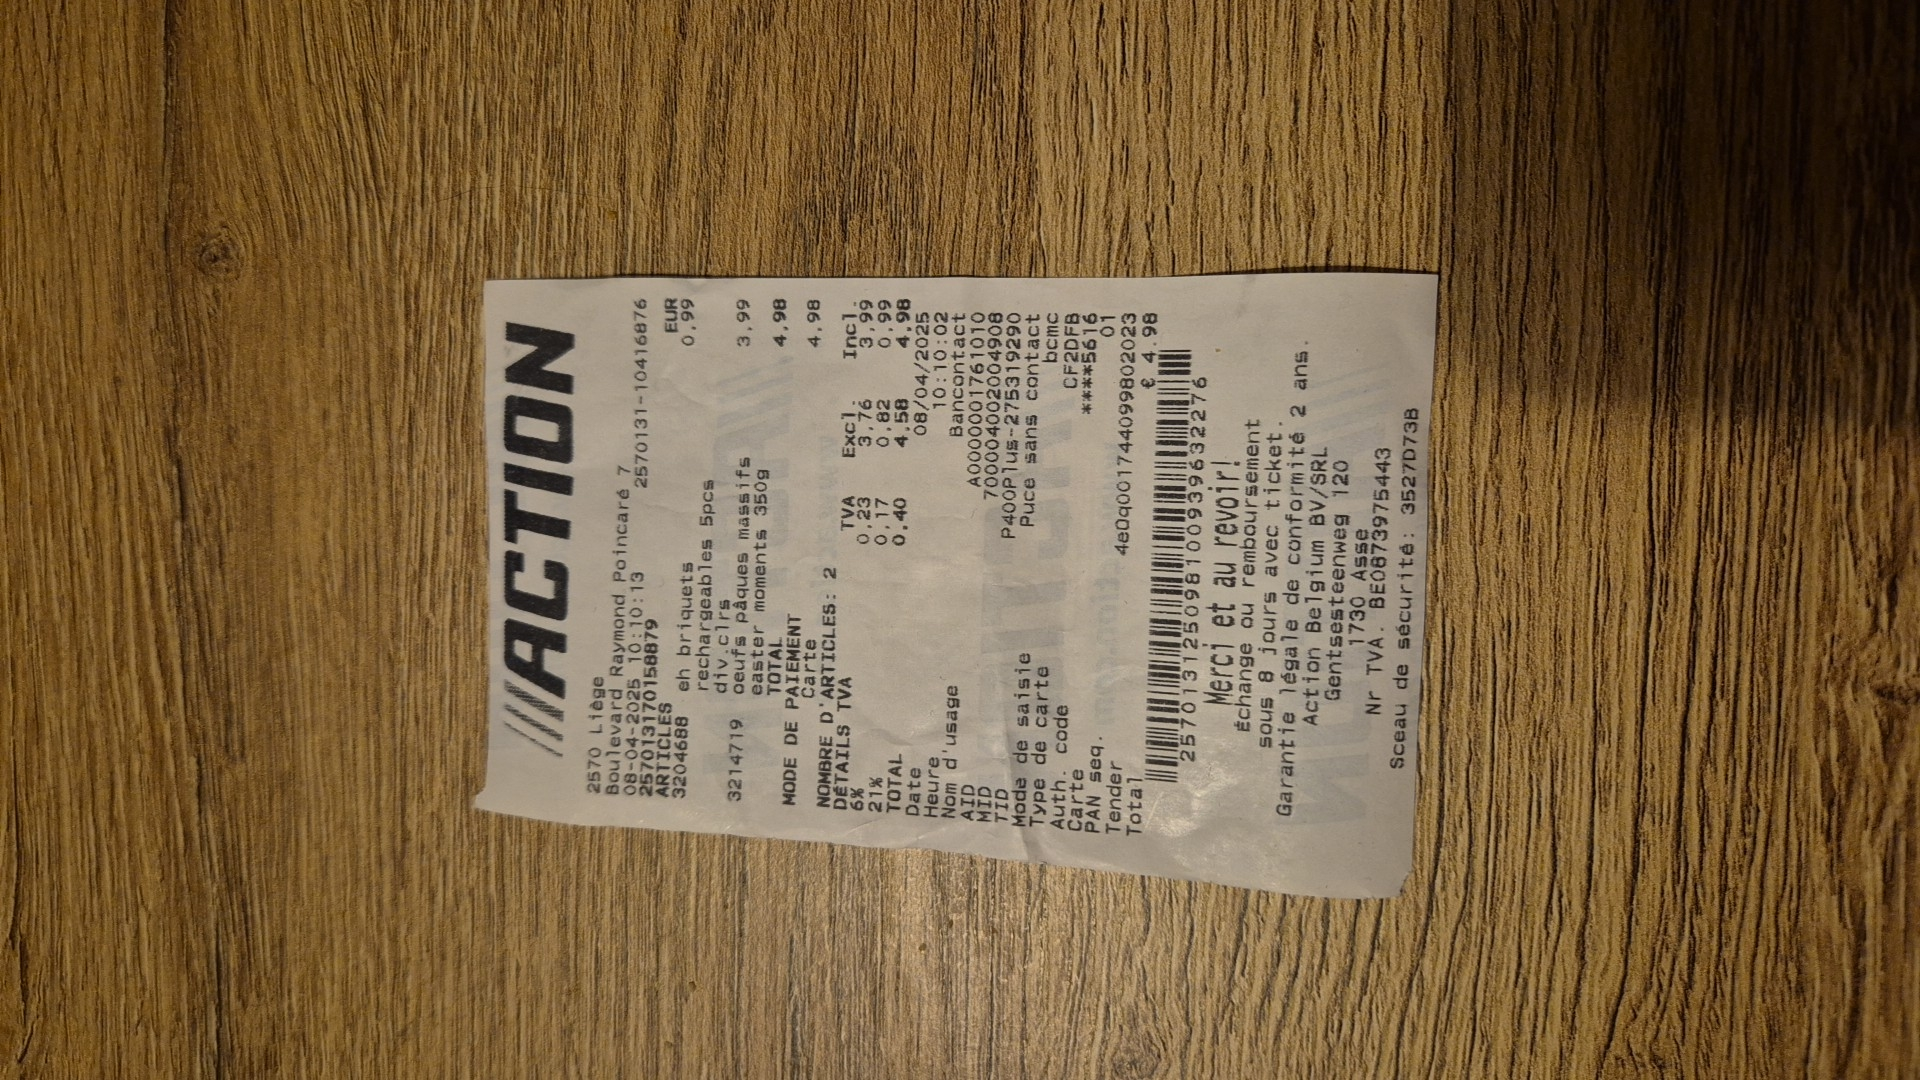 ACTION
2570 Liège
Boulevard Raymond Poincaré 7
08-04-2025 10:10:13 2570131-10416876
257013170158879
ARTICLES EUR
3204688 eh briquets 0,99
rechargeables 5pcs
div.clrs
3214719 oeufs pâques massifs 3,99
easter moments 350g
TOTAL 4,98
MODE DE PAIEMENT
Carte 4,98
NOMBRE D'ARTICLES: 2
DÉTAILS TVA TVA Excl. Incl.
6% 0,23 3,76 3,99
21% 0,17 0,82 0,99
TOTAL 0,40 4,58 4,98
Date 08/04/2025
Heure 10:10:02
Nom d'usage Bancontact
AID A0000001761010
MID 700004002004908
TID P400Plus-275319290
Mode de saisie Puce sans contact
Type de carte bcmc
Auth. code CF2DFB
Carte ****5616
PAN seq. 01
Tender 4e0q001744099802023
Total € 4.98
2570131250981009396322​76
Merci et au revoir!
Échange ou remboursement
sous 8 jours avec ticket.
Garantie légale de conformité 2 ans.
Action Belgium BV/SRL
Gentsesteenweg 120
1730 Asse
Nr TVA. BE0873975443
Sceau de sécurité: 3527D73B